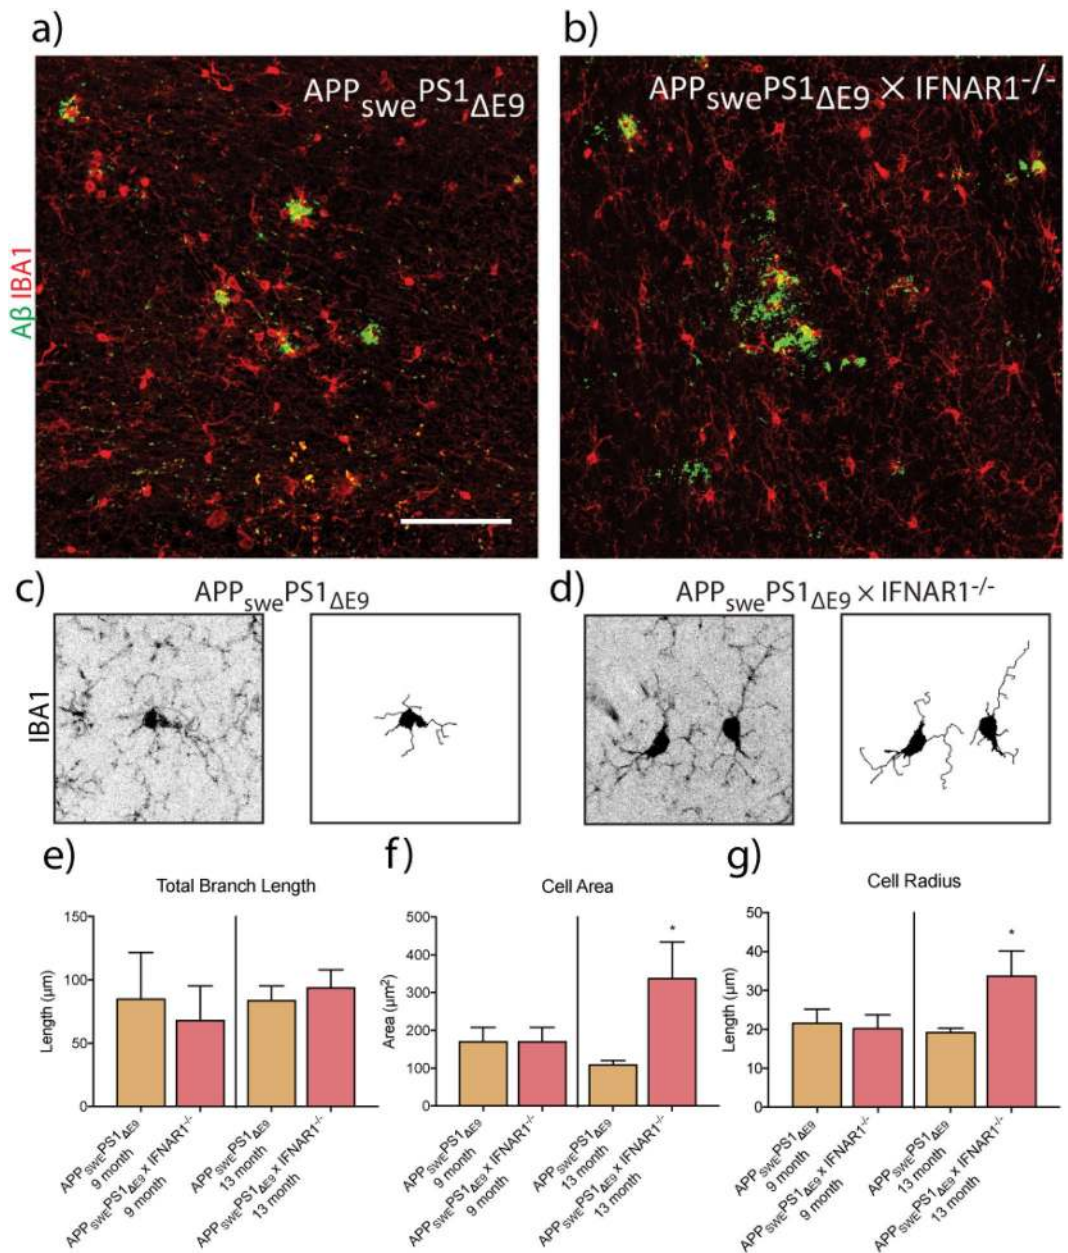 a)
b)
APPswePS1ΔE9
APPswePS1ΔE9 × IFNAR1-/-
Aβ IBA1
c)
APPswePS1ΔE9
d)
APPswePS1ΔE9 × IFNAR1-/-
IBA1
e)
Total Branch Length
Length (μm)
150
100
50
0
APPSWEPS1ΔE9
9 month
APPSWEPS1ΔE9 x IFNAR1-/-
9 month
APPSWEPS1ΔE9
13 month
APPSWEPS1ΔE9 x IFNAR1-/-
13 month
f)
Cell Area
Area (μm²)
500
400
300
200
100
0
*
APPSWEPS1ΔE9
9 month
APPSWEPS1ΔE9 x IFNAR1-/-
9 month
APPSWEPS1ΔE9
13 month
APPSWEPS1ΔE9 x IFNAR1-/-
13 month
g)
Cell Radius
Length (μm)
50
40
30
20
10
0
*
APPSWEPS1ΔE9
9 month
APPSWEPS1ΔE9 x IFNAR1-/-
9 month
APPSWEPS1ΔE9
13 month
APPSWEPS1ΔE9 x IFNAR1-/-
13 month